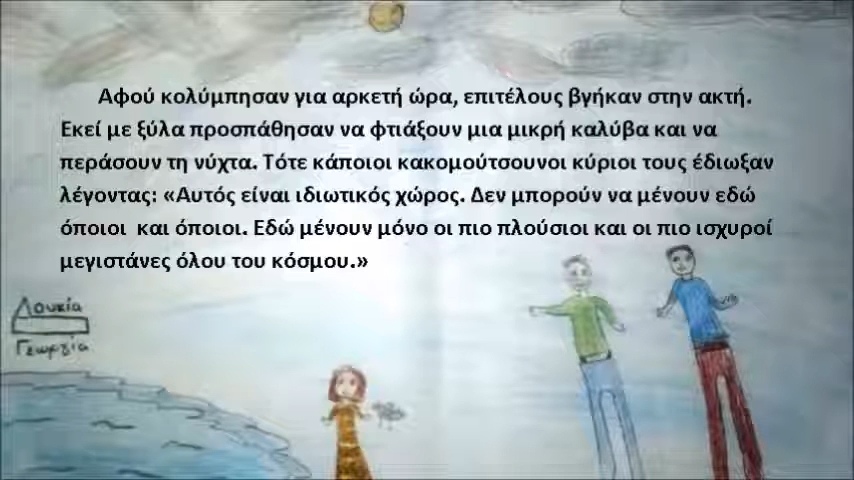 Αφού κολύμπησαν για αρκετή ώρα, επιτέλους βγήκαν στην ακτή.
Εκεί με ξύλα προσπάθησαν να φτιάξουν μια μικρή καλύβα και να
περάσουν τη νύχτα. Τότε κάποιοι κακομούτσουνοι κύριοι τους έδιωξαν
λέγοντας: «Αυτός είναι ιδιωτικός χώρος. Δεν μπορούν να μένουν εδώ
όποιοι και όποιοι. Εδώ μένουν μόνο οι πιο πλούσιοι και οι πιο ισχυροί
μεγιστάνες όλου του κόσμου.»
Λουκία
Γεωργία